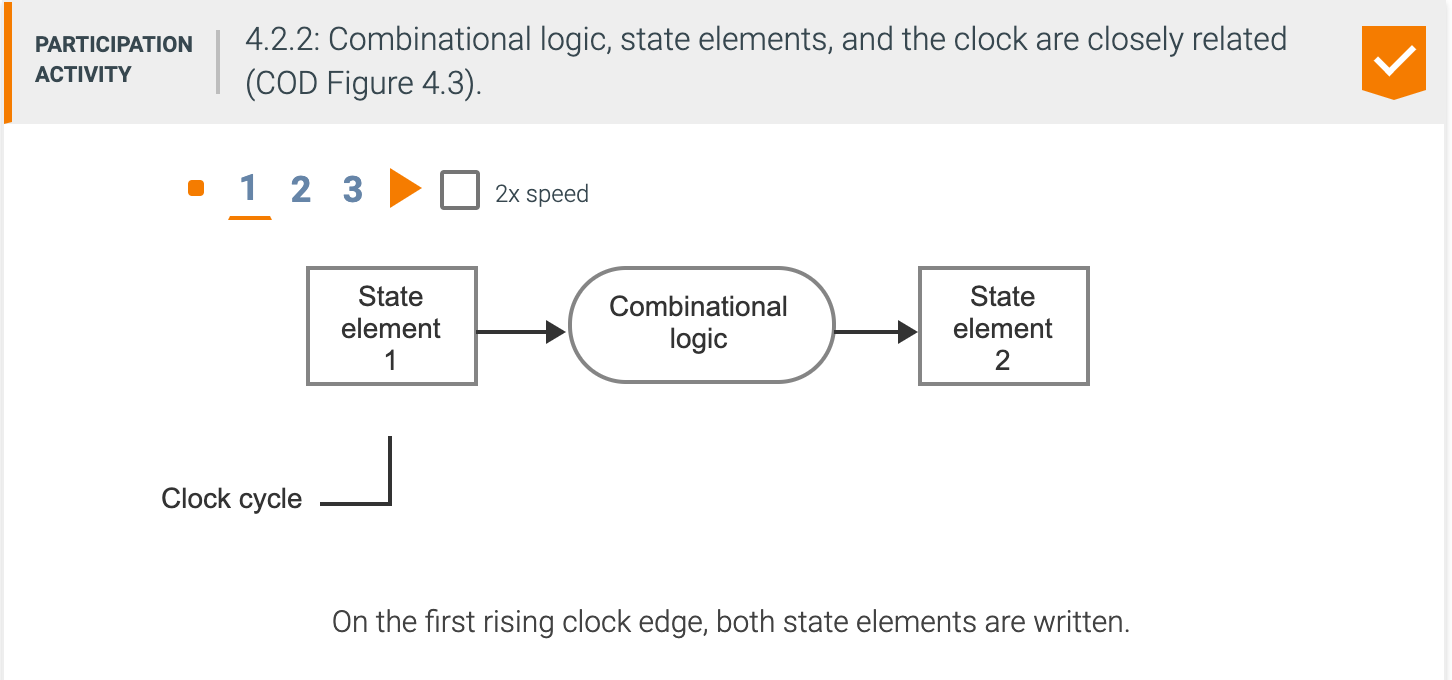 PARTICIPATION
ACTIVITY
4.2.2: Combinational logic, state elements, and the clock are closely related
(COD Figure 4.3).
1 2 3 2x speed
State
element
1
Combinational
logic
State
element
2
Clock cycle
On the first rising clock edge, both state elements are written.